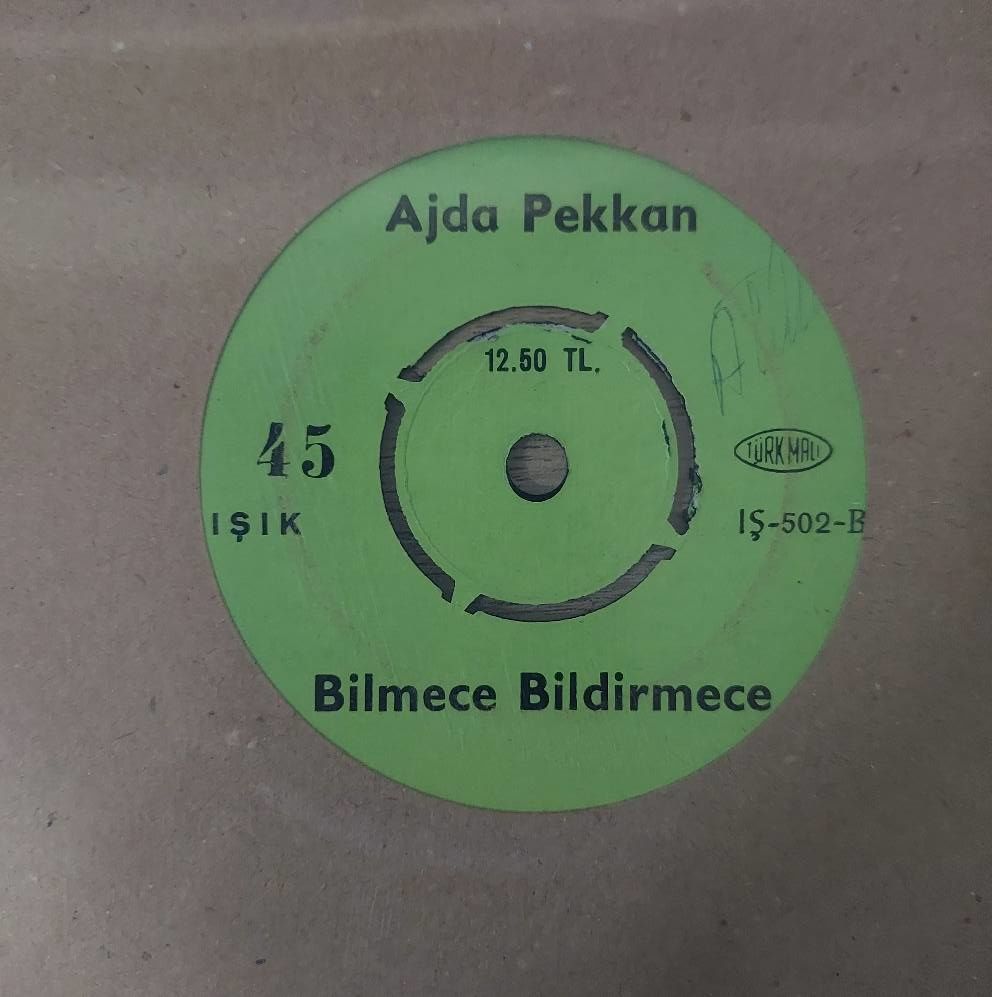 Ajda Pekkan
12.50 TL.
45
TÜRK MALI
IŞIK
IŞ-502-B
Bilmece Bildirmece